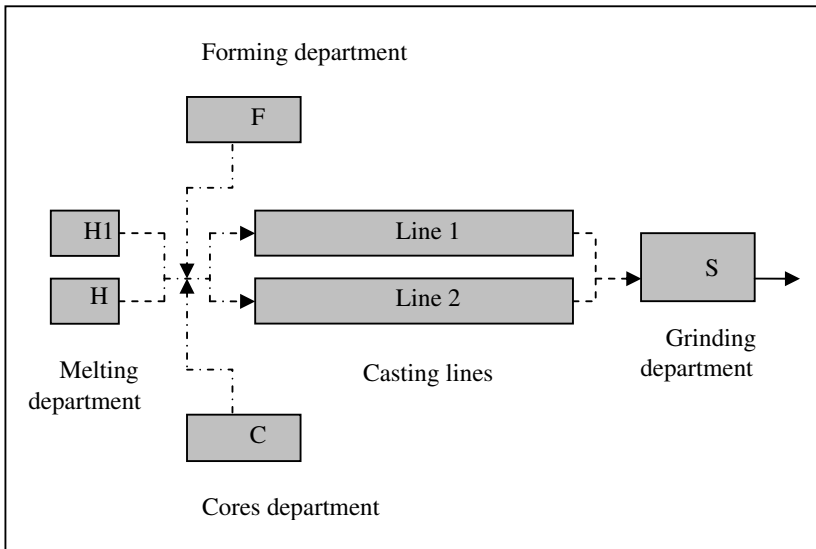 Forming department
F
H1
Line 1
H
Line 2
S
Melting
department
Casting lines
Grinding
department
C
Cores department